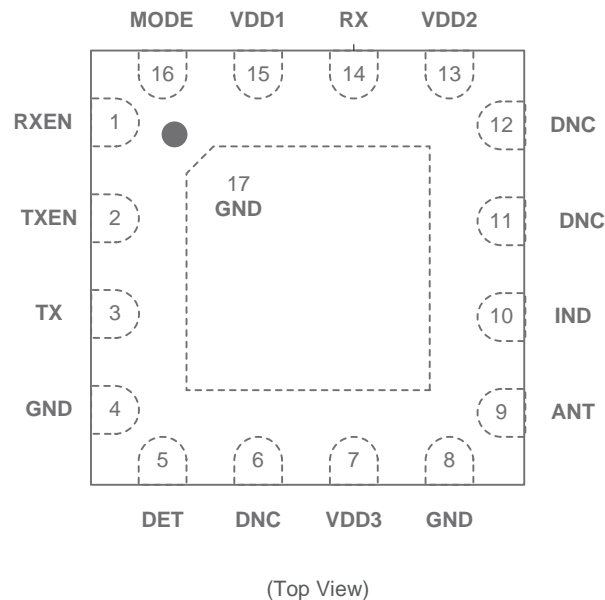 MODE VDD1 RX VDD2
16 15 14 13
RXEN 1 12 DNC
17
GND
TXEN 2 11 DNC
TX 3 10 IND
GND 4 9 ANT
5 6 7 8
DET DNC VDD3 GND
(Top View)